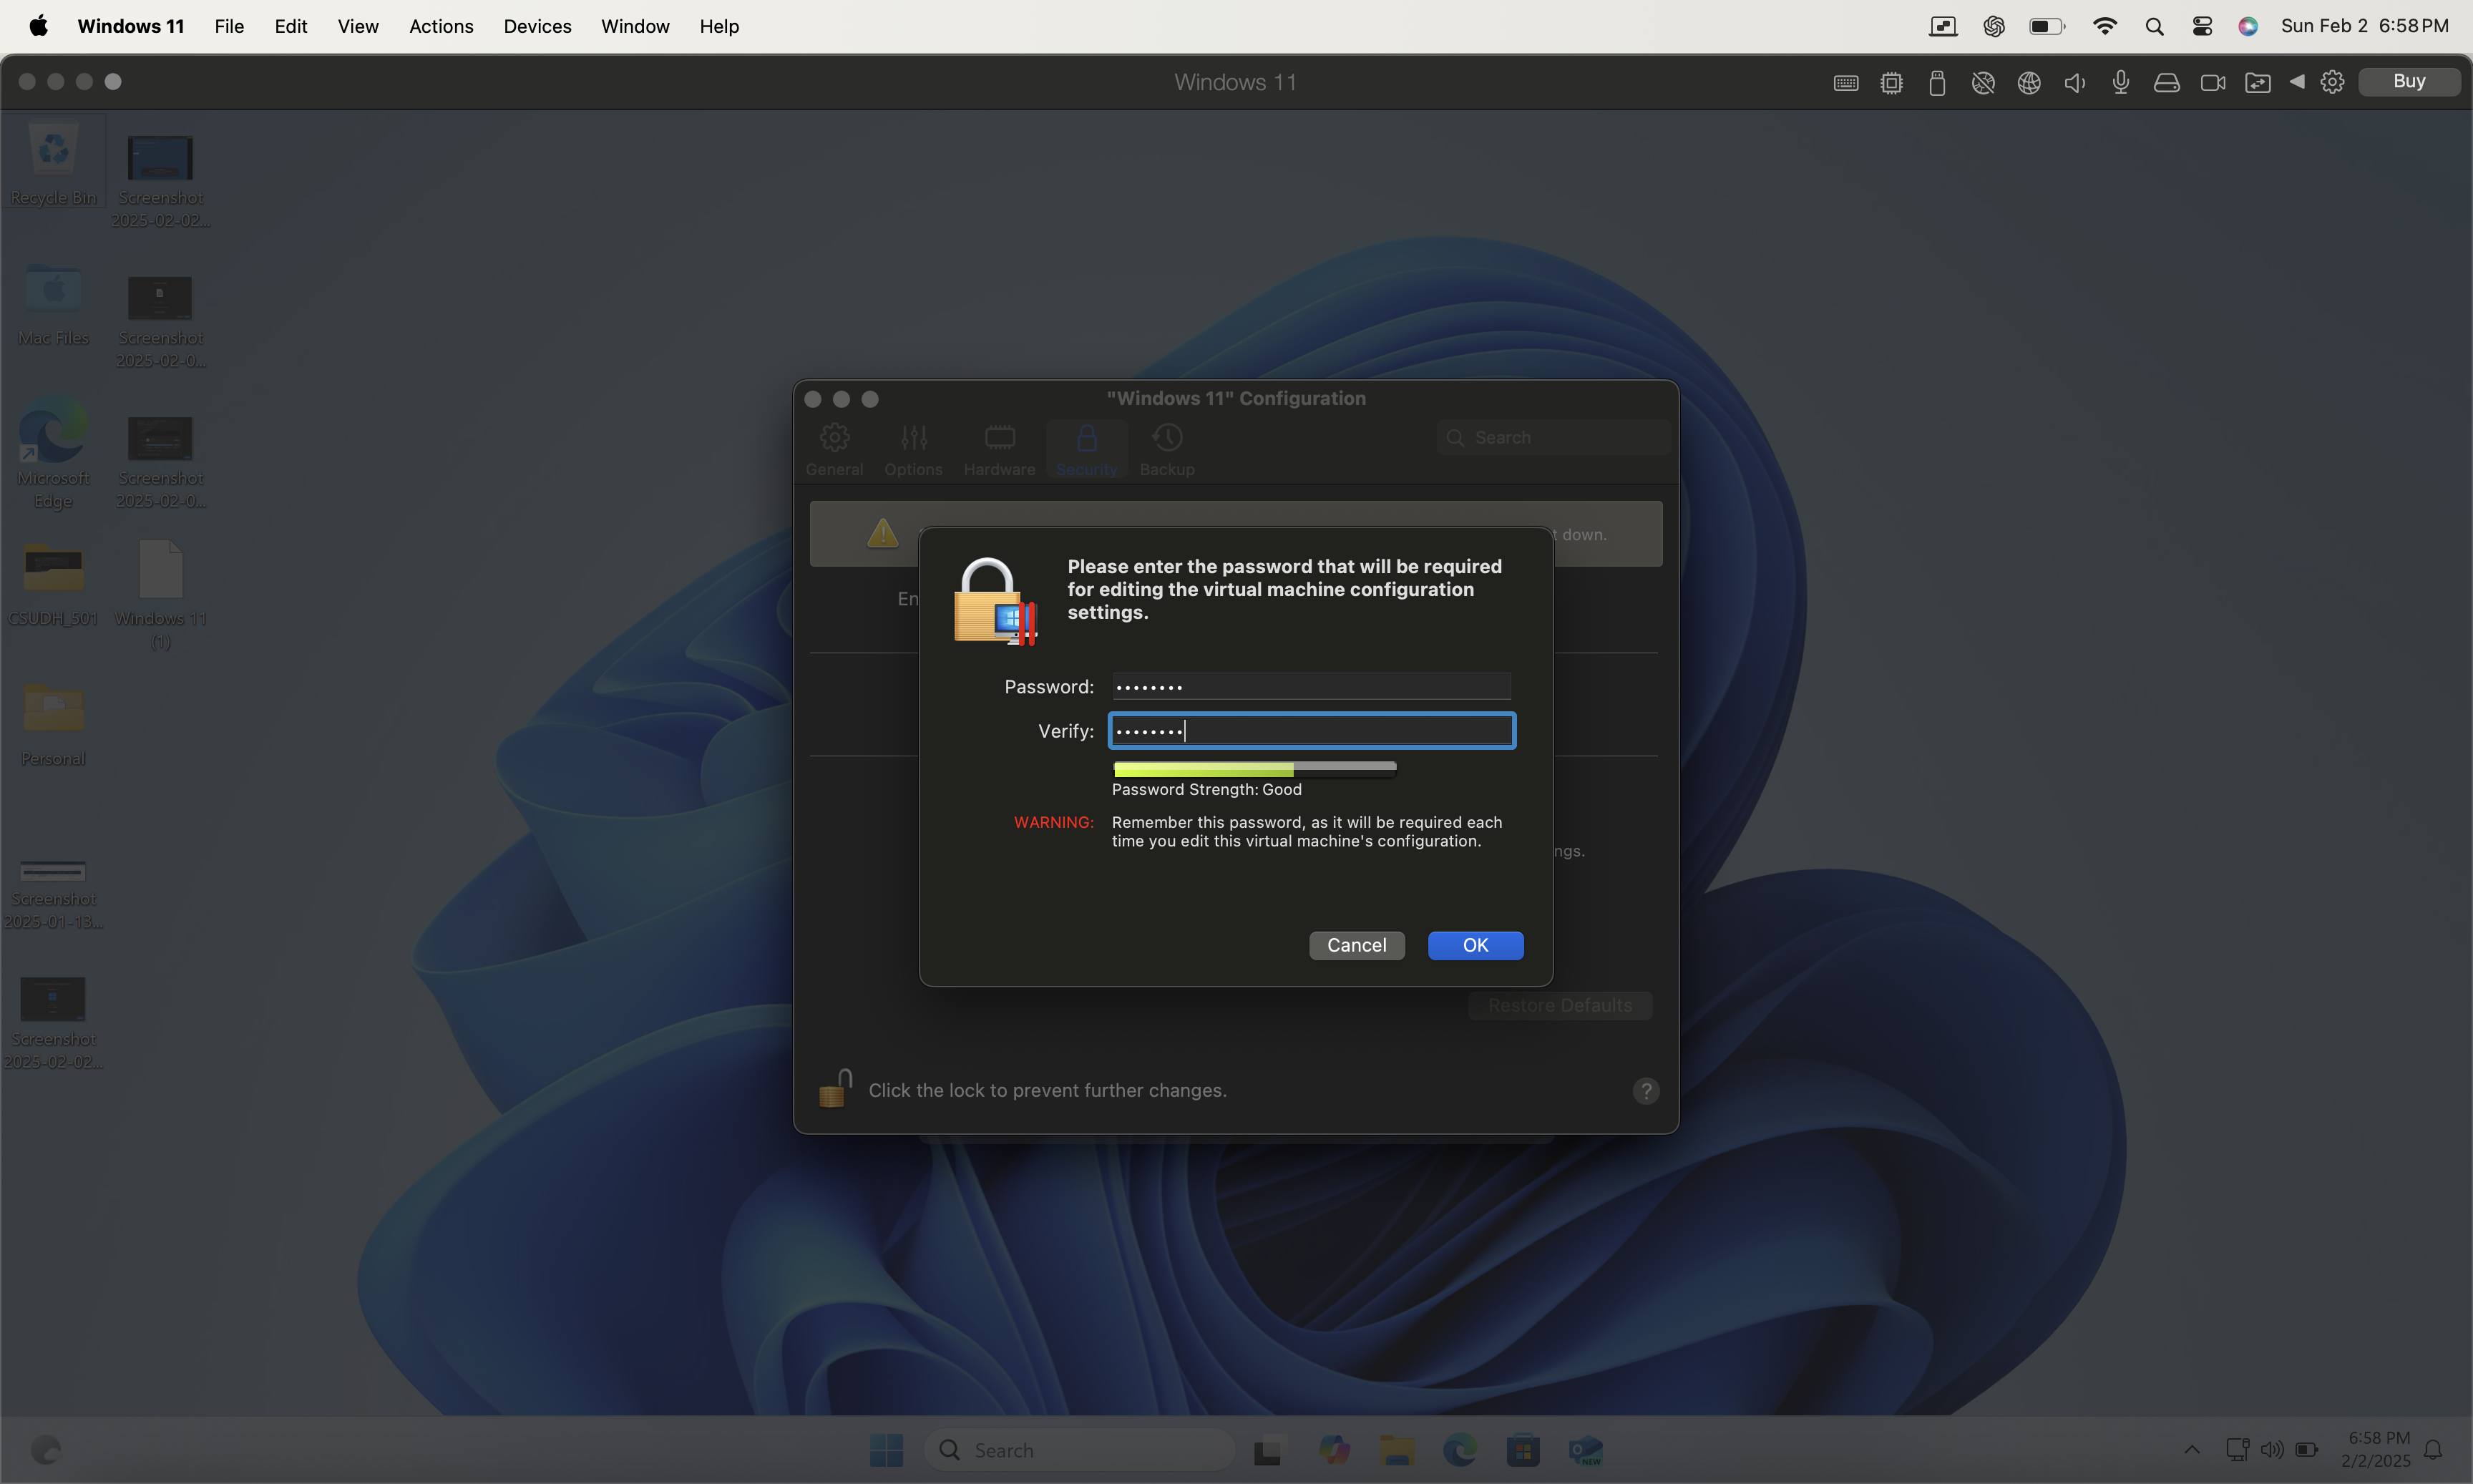 Windows 11 File Edit View Actions Devices Window Help Sun Feb 2 6:58 PM
Windows 11 Buy
Recycle Bin
Screenshot
2025-02-02...
Mac Files
Screenshot
2025-02-0...
Microsoft
Edge
Screenshot
2025-02-0...
CSUDH_501
Windows 11
(1)
Personal
Screenshot
2025-01-13...
Screenshot
2025-02-02...
"Windows 11" Configuration
General Options Hardware Security Backup Search
t down.
En
Please enter the password that will be required
for editing the virtual machine configuration
settings.
Password: ••••••••
Verify: ••••••••
Password Strength: Good
WARNING: Remember this password, as it will be required each
time you edit this virtual machine's configuration.
ngs.
Cancel OK
Restore Defaults
Click the lock to prevent further changes. ?
Search
NEW
6:58 PM
2/2/2025